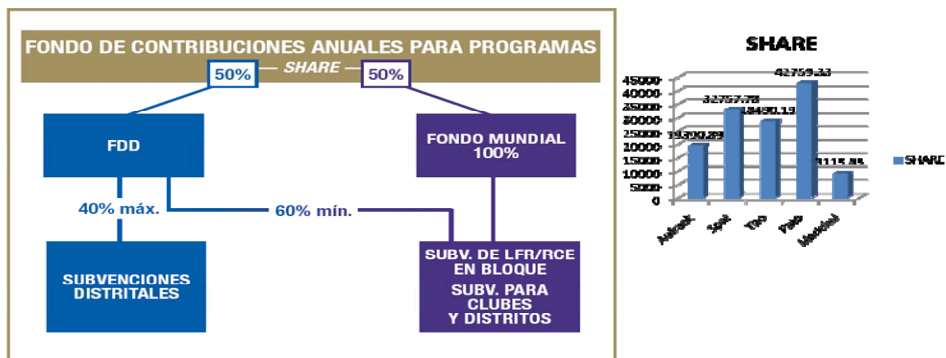 FONDO DE CONTRIBUCIONES ANUALES PARA PROGRAMAS
50% — SHARE — 50%
FDD
FONDO MUNDIAL
100%
40% máx.
60% mín.
SUBVENCIONES
DISTRITALES
SUBV. DE LFR/RCE
EN BLOQUE
SUBV. PARA
CLUBES
Y DISTRITOS
SHARE
45000
40000
35000
30000
25000
20000
15000
10000
5000
0
42759.33
SHARE